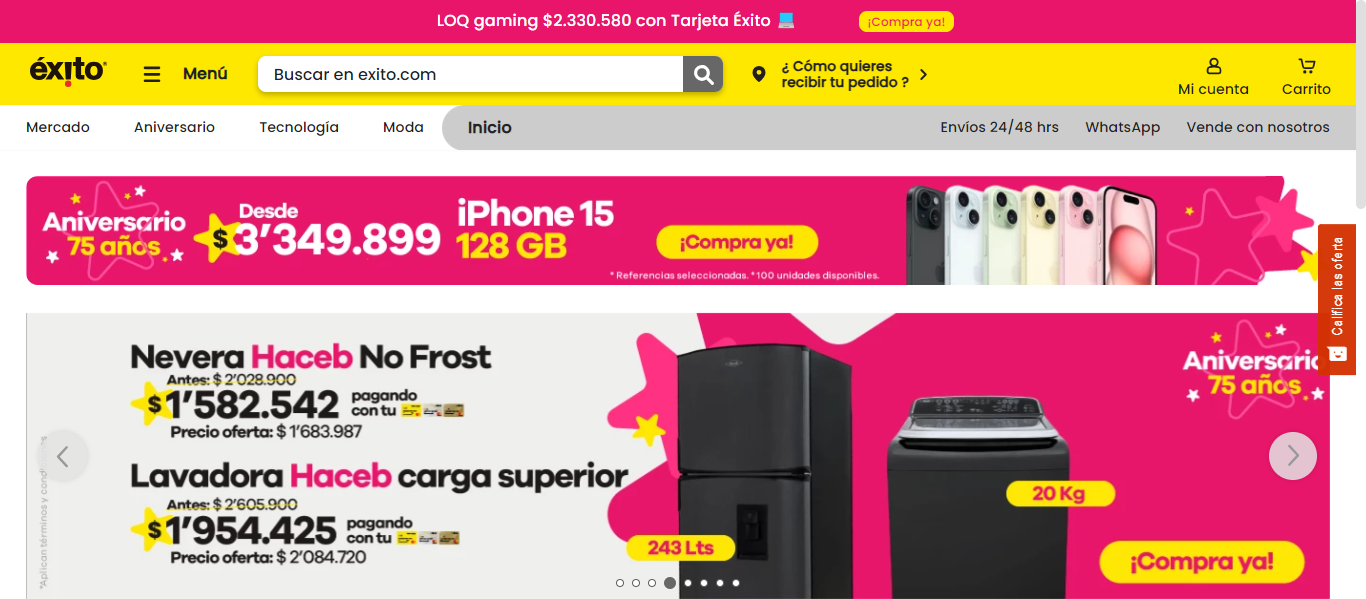 LOQ gaming $2.330.580 con Tarjeta Éxito
¡Compra ya!
éxito
Menú
Buscar en exito.com
¿ Cómo quieres
recibir tu pedido ?
Mi cuenta
Carrito
Mercado
Aniversario
Tecnología
Moda
Inicio
Envíos 24/48 hrs
WhatsApp
Vende con nosotros
Aniversario
75 años.
Desde
$3'349.899
iPhone 15
128 GB
¡Compra ya!
* Referencias seleccionadas. *100 unidades disponibles.
Califica las oferta
Nevera Haceb No Frost
Antes: $ 2'028.900
$1'582.542
pagando
con tu
Precio oferta: $ 1'683.987
Lavadora Haceb carga superior
Antes: $ 2'605.900
$1'954.425
pagando
con tu
Precio oferta: $ 2'084.720
*Aplican términos y cond
243 Lts
20 Kg
Aniversario
75 años.
¡Compra ya!